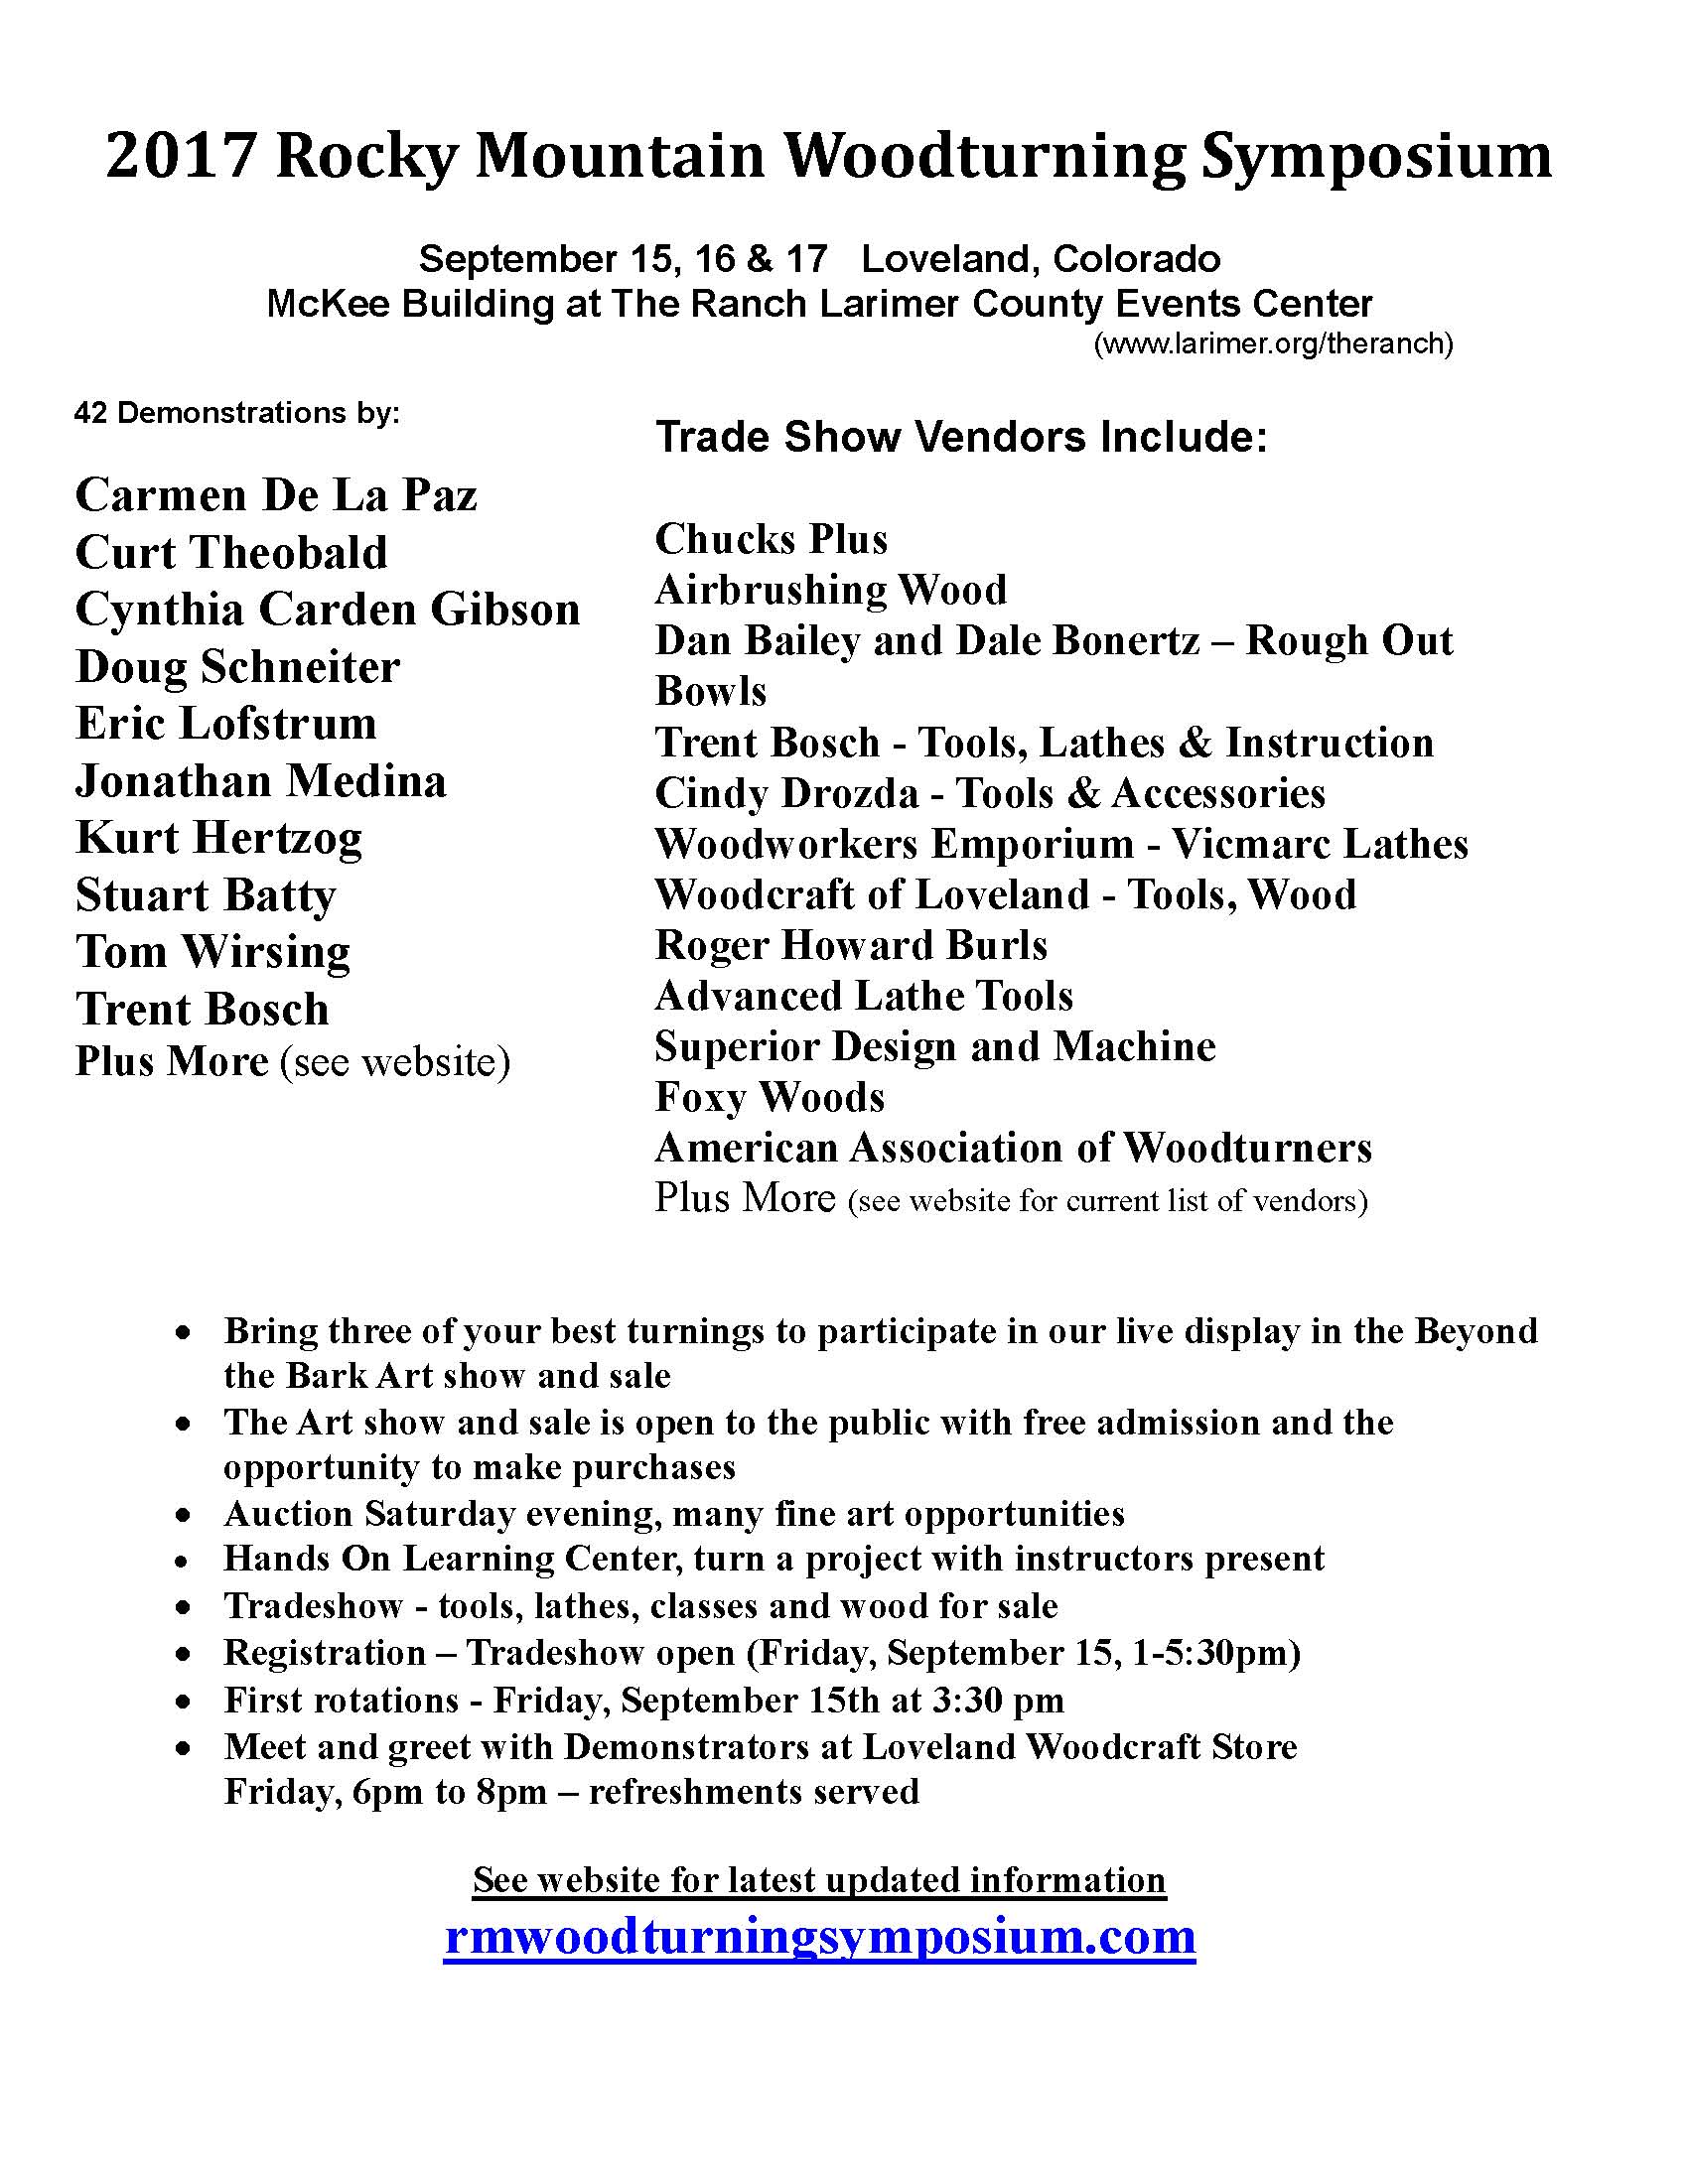 2017 Rocky Mountain Woodturning Symposium
September 15, 16 & 17 Loveland, Colorado
McKee Building at The Ranch Larimer County Events Center
(www.larimer.org/theranch)
42 Demonstrations by:
Carmen De La Paz
Curt Theobald
Cynthia Carden Gibson
Doug Schneiter
Eric Lofstrum
Jonathan Medina
Kurt Hertzog
Stuart Batty
Tom Wirsing
Trent Bosch
Plus More (see website)
Trade Show Vendors Include:
Chucks Plus
Airbrushing Wood
Dan Bailey and Dale Bonertz – Rough Out
Bowls
Trent Bosch - Tools, Lathes & Instruction
Cindy Drozda - Tools & Accessories
Woodworkers Emporium - Vicmarc Lathes
Woodcraft of Loveland - Tools, Wood
Roger Howard Burls
Advanced Lathe Tools
Superior Design and Machine
Foxy Woods
American Association of Woodturners
Plus More (see website for current list of vendors)
• Bring three of your best turnings to participate in our live display in the Beyond
the Bark Art show and sale
• The Art show and sale is open to the public with free admission and the
opportunity to make purchases
• Auction Saturday evening, many fine art opportunities
• Hands On Learning Center, turn a project with instructors present
• Tradeshow - tools, lathes, classes and wood for sale
• Registration – Tradeshow open (Friday, September 15, 1-5:30pm)
• First rotations - Friday, September 15th at 3:30 pm
• Meet and greet with Demonstrators at Loveland Woodcraft Store
Friday, 6pm to 8pm – refreshments served
See website for latest updated information
rmwoodturningsymposium.com